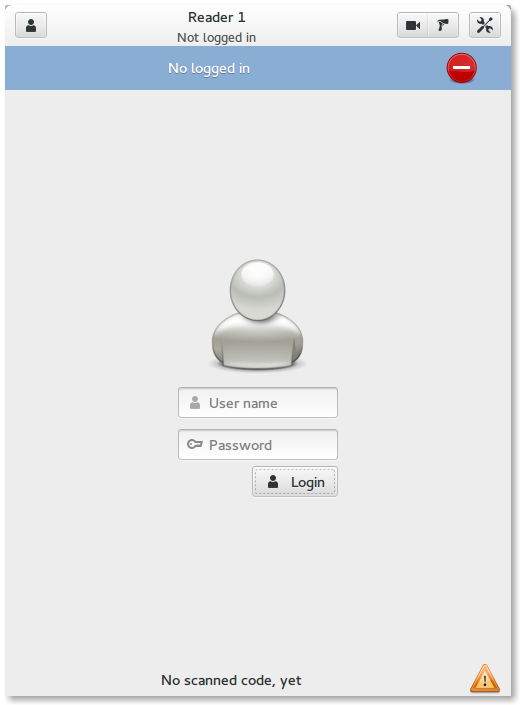 Reader 1
Not logged in
No logged in
User name
Password
Login
No scanned code, yet